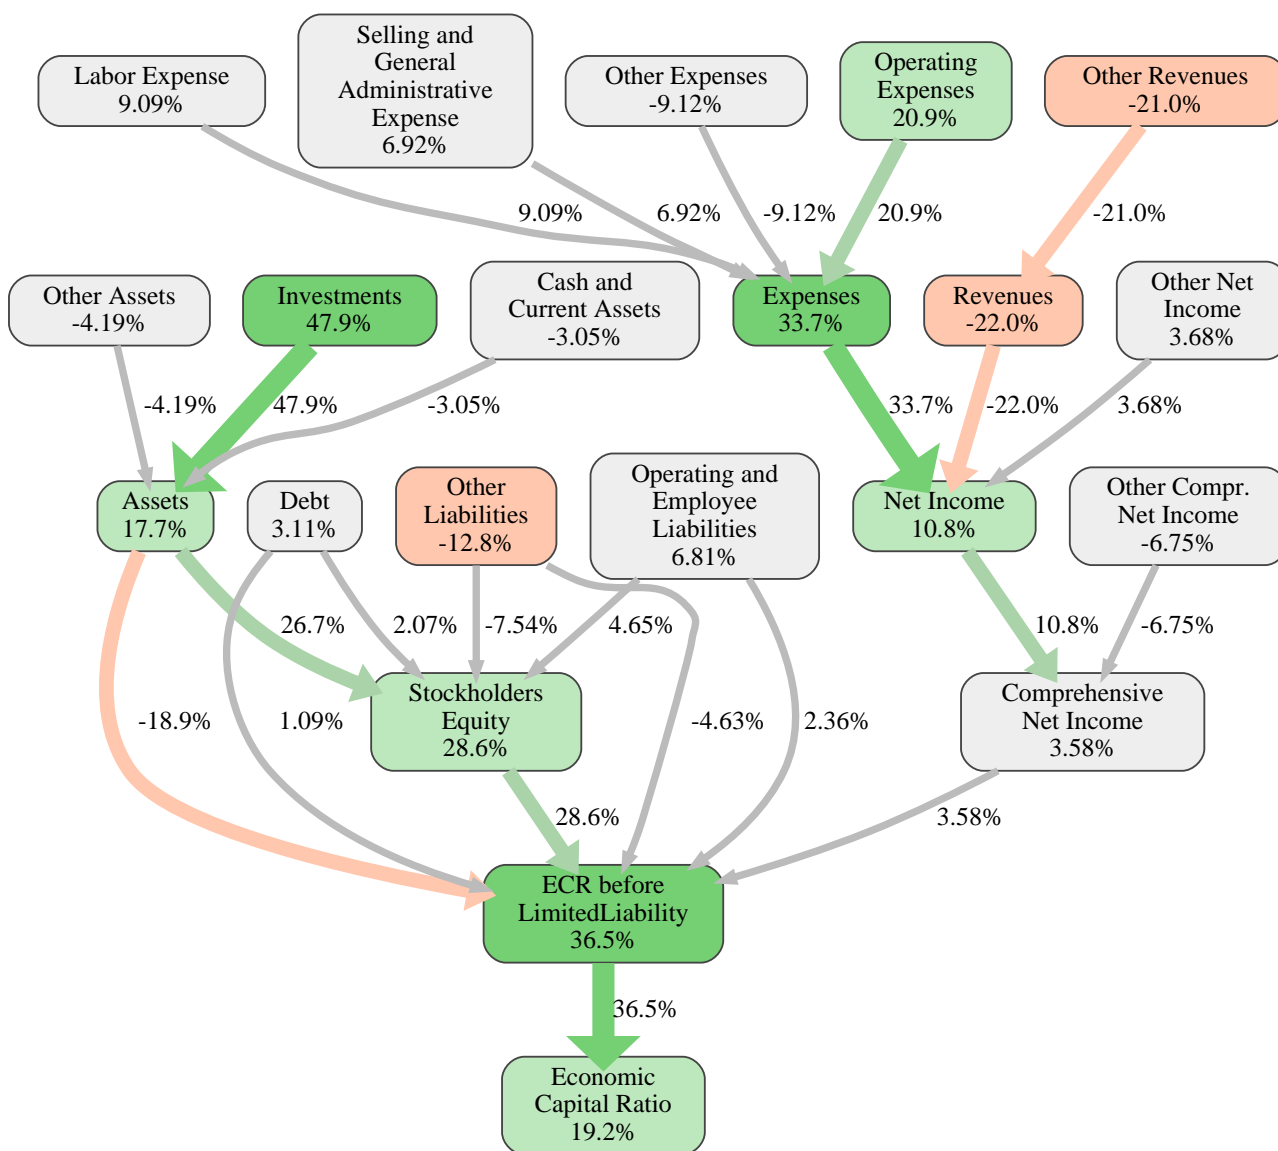 Labor Expense
9.09%
Selling and
General
Administrative
Expense
6.92%
Other Expenses
-9.12%
Operating
Expenses
20.9%
Other Revenues
-21.0%
9.09%
6.92%
-9.12%
20.9%
-21.0%
Other Assets
-4.19%
Investments
47.9%
Cash and
Current Assets
-3.05%
Expenses
33.7%
Revenues
-22.0%
Other Net
Income
3.68%
-4.19%
47.9%
-3.05%
33.7%
-22.0%
3.68%
Assets
17.7%
Debt
3.11%
Other
Liabilities
-12.8%
Operating and
Employee
Liabilities
6.81%
Net Income
10.8%
Other Compr.
Net Income
-6.75%
26.7%
2.07%
-7.54%
4.65%
10.8%
-6.75%
-18.9%
1.09%
Stockholders
Equity
28.6%
-4.63%
2.36%
Comprehensive
Net Income
3.58%
28.6%
3.58%
ECR before
LimitedLiability
36.5%
36.5%
Economic
Capital Ratio
19.2%